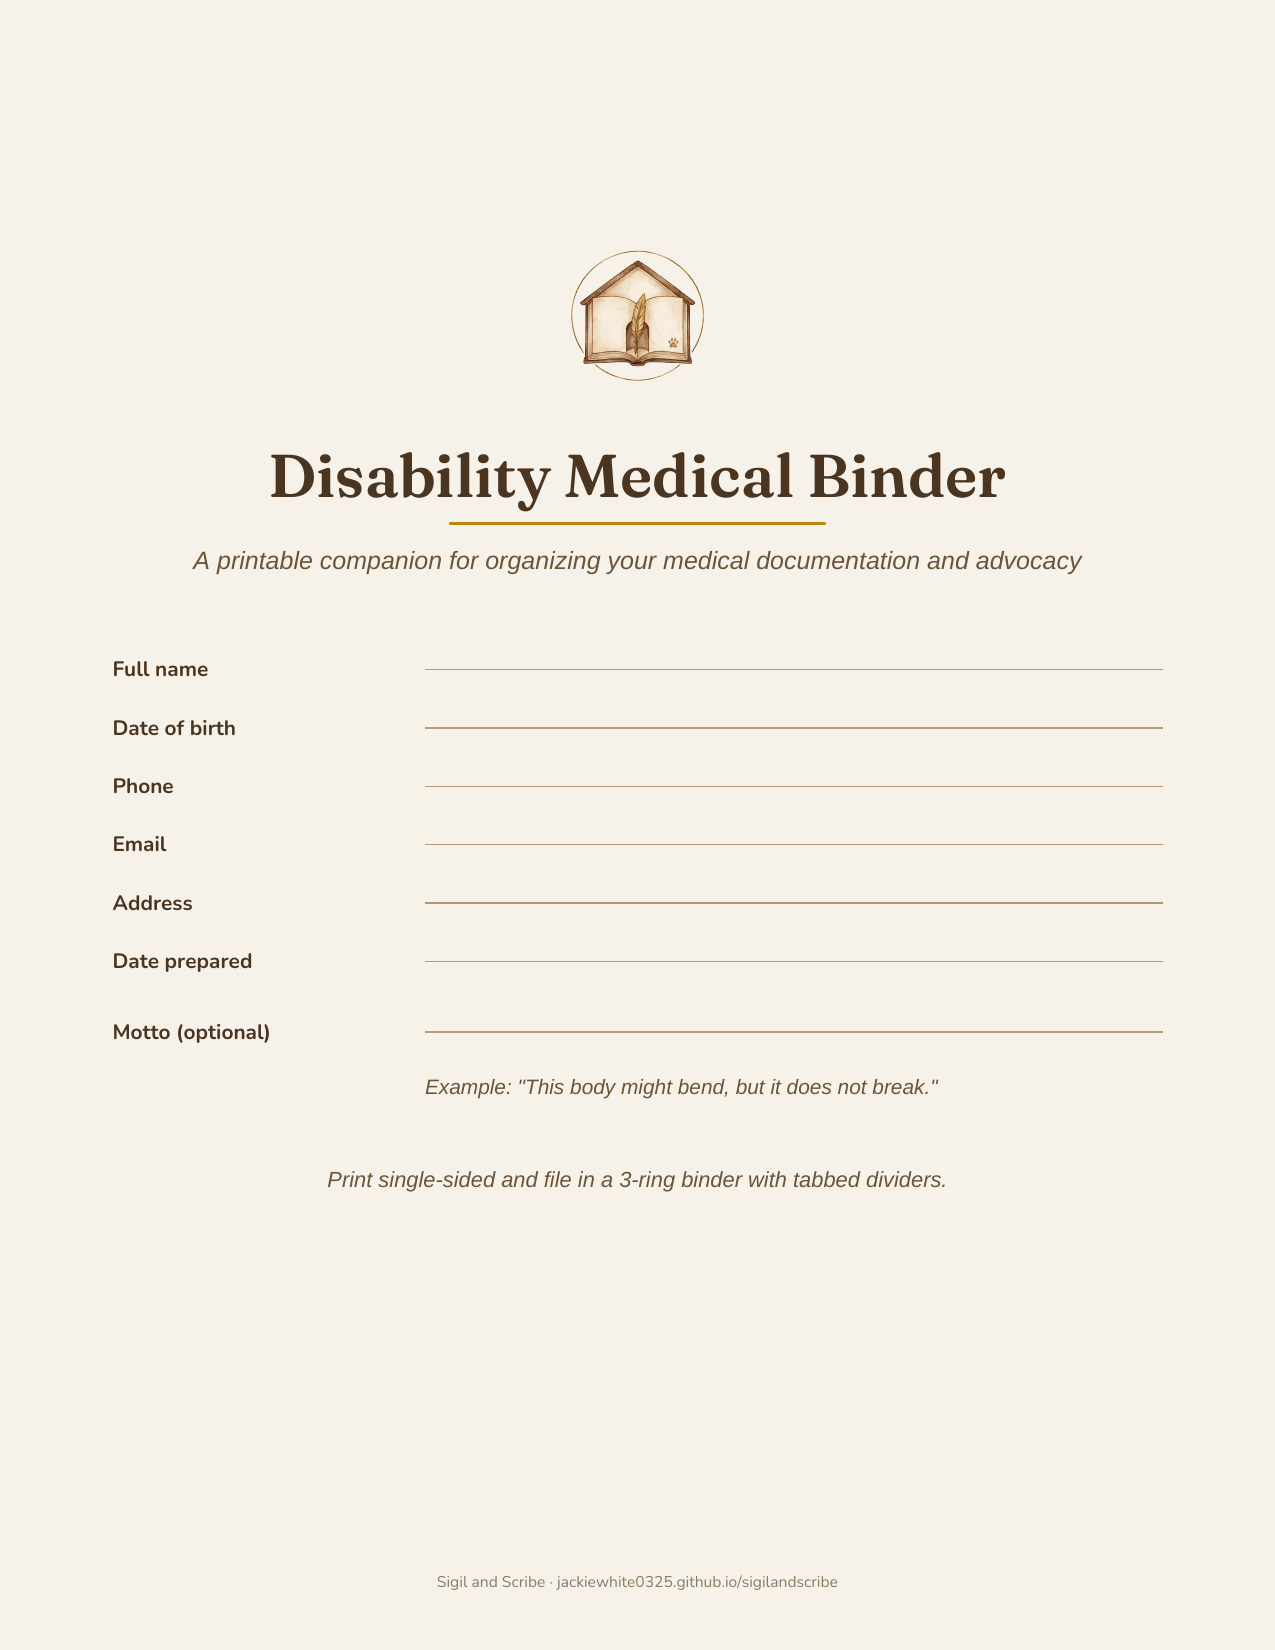 Disability Medical Binder
A printable companion for organizing your medical documentation and advocacy
Full name
Date of birth
Phone
Email
Address
Date prepared
Motto (optional)
Example: "This body might bend, but it does not break."
Print single-sided and file in a 3-ring binder with tabbed dividers.
Sigil and Scribe · jackiewhite0325.github.io/sigilandscribe